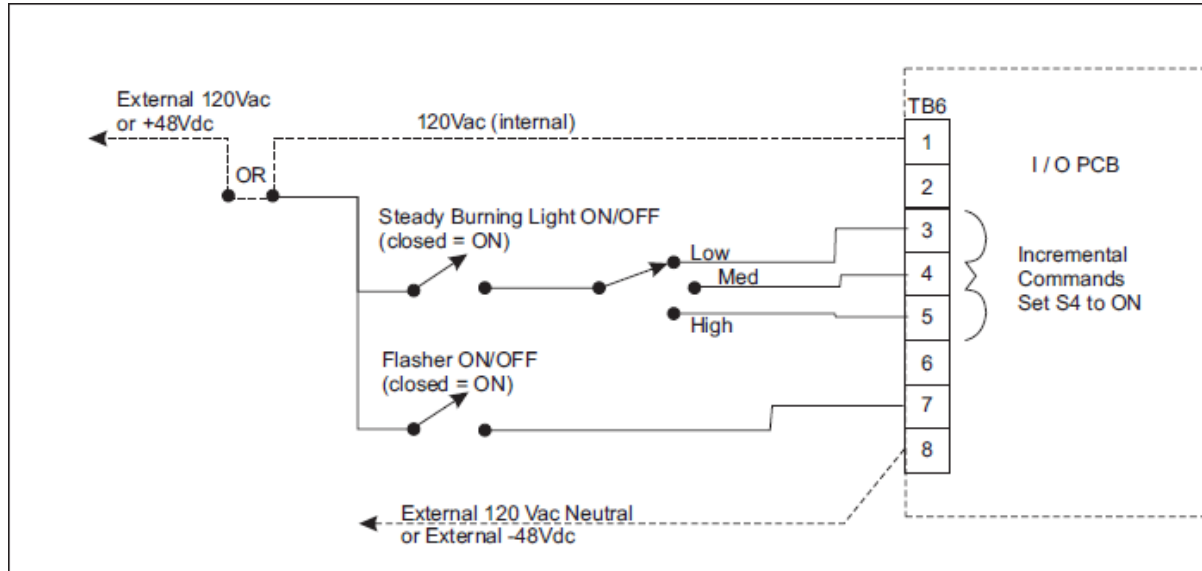 External 120Vac
or +48Vdc
120Vac (internal)
TB6
OR
1
2
3
4
5
6
7
8
I / O PCB
Steady Burning Light ON/OFF
(closed = ON)
Low
Med
High
Incremental
Commands
Set S4 to ON
Flasher ON/OFF
(closed = ON)
External 120 Vac Neutral
or External -48Vdc